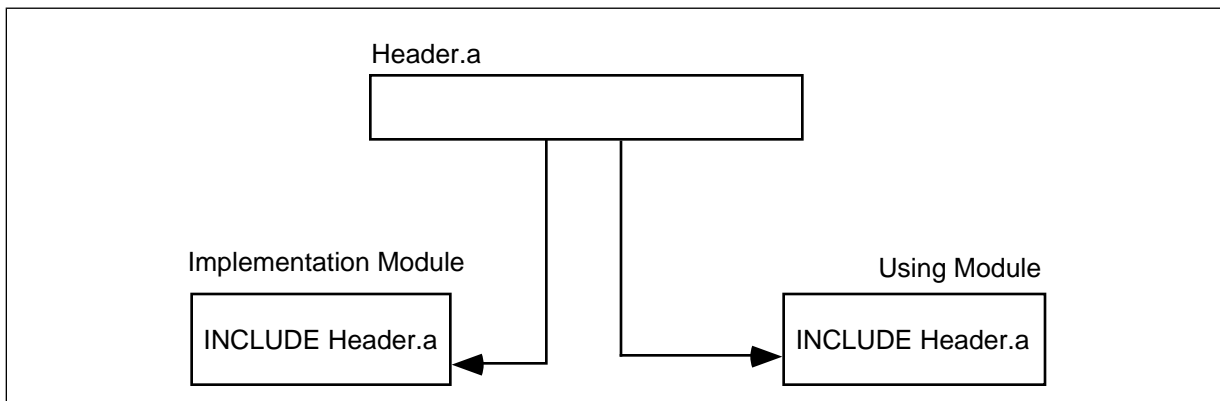 Header.a
Implementation Module
Using Module
INCLUDE Header.a
INCLUDE Header.a